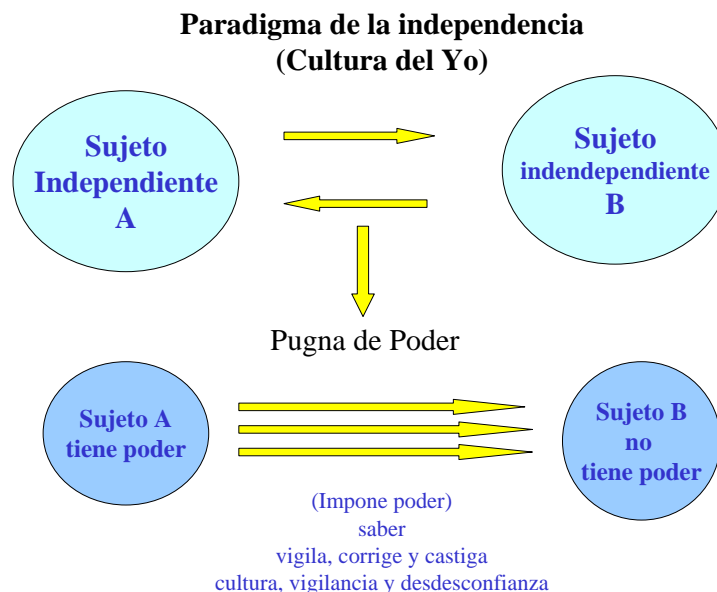 Paradigma de la independencia
(Cultura del Yo)
Sujeto
Independiente
A
Sujeto
indendependiente
B
Pugna de Poder
Sujeto A
tiene poder
Sujeto B
no
tiene poder
(Impone poder)
saber
vigila, corrige y castiga
cultura, vigilancia y desdesconfianza